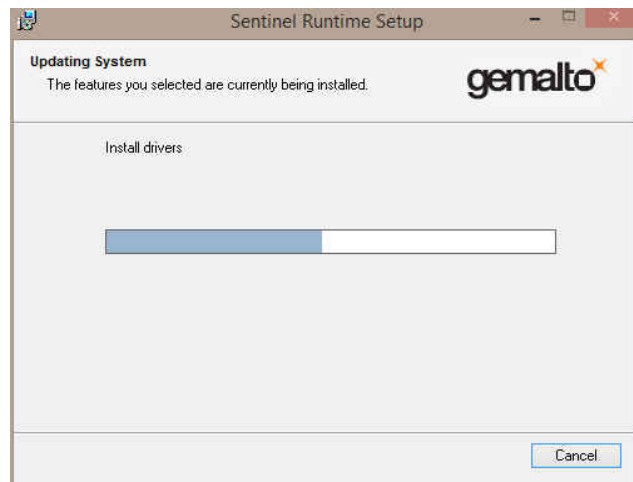 Sentinel Runtime Setup
Updating System
The features you selected are currently being installed.
gemalto
Install drivers
Cancel